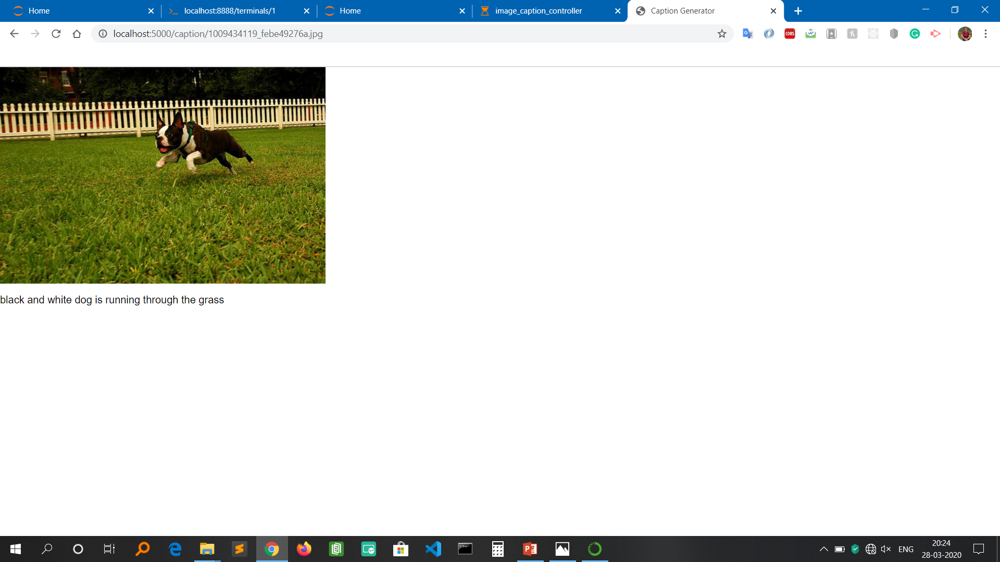 Home
localhost:8888/terminals/1
Home
image_caption_controller
Caption Generator
localhost:5000/caption/1009434119_febe49276a.jpg
CORS
black and white dog is running through the grass
ENG
20:24
28-03-2020